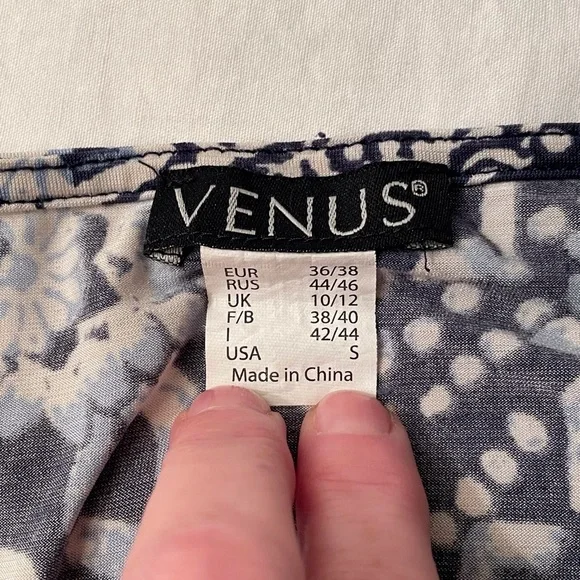 VENUS®
EUR 36/38
RUS 44/46
UK 10/12
F/B 38/40
I 42/44
USA S
Made in China